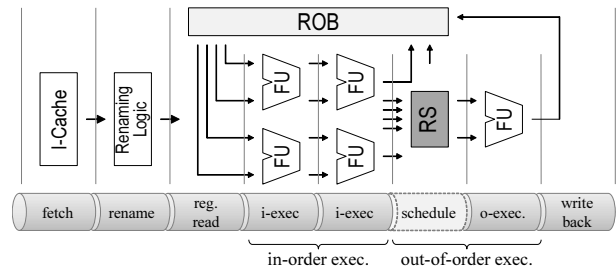 ROB
I-Cache
Renaming
Logic
FU
FU
FU
FU
RS
FU
fetch
rename
reg.
read
i-exec
i-exec
schedule
o-exec.
write
back
in-order exec.
out-of-order exec.